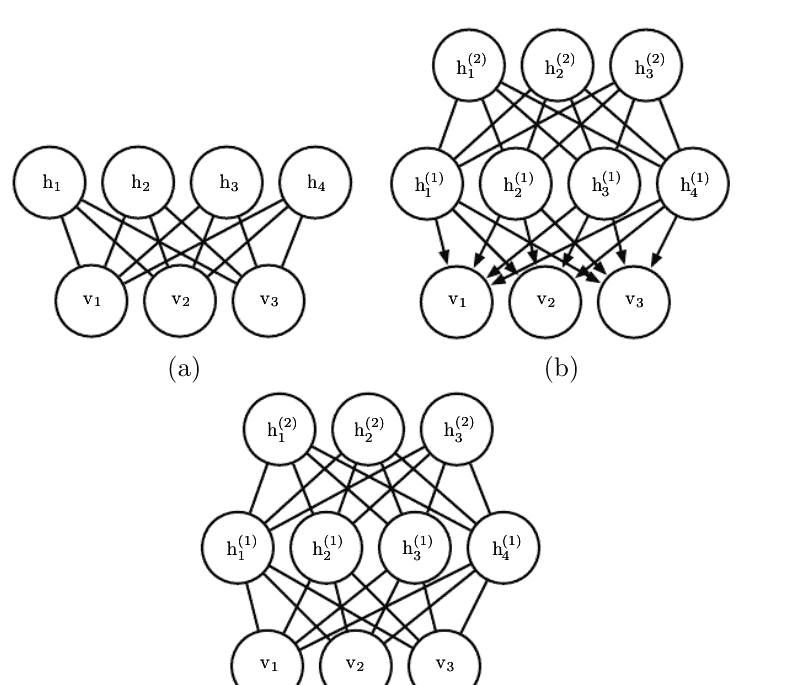 h₁ h₂ h₃ h₄
v₁ v₂ v₃
(a)
h₁⁽²⁾ h₂⁽²⁾ h₃⁽²⁾
h₁⁽¹⁾ h₂⁽¹⁾ h₃⁽¹⁾ h₄⁽¹⁾
v₁ v₂ v₃
(b)
h₁⁽²⁾ h₂⁽²⁾ h₃⁽²⁾
h₁⁽¹⁾ h₂⁽¹⁾ h₃⁽¹⁾ h₄⁽¹⁾
v₁ v₂ v₃